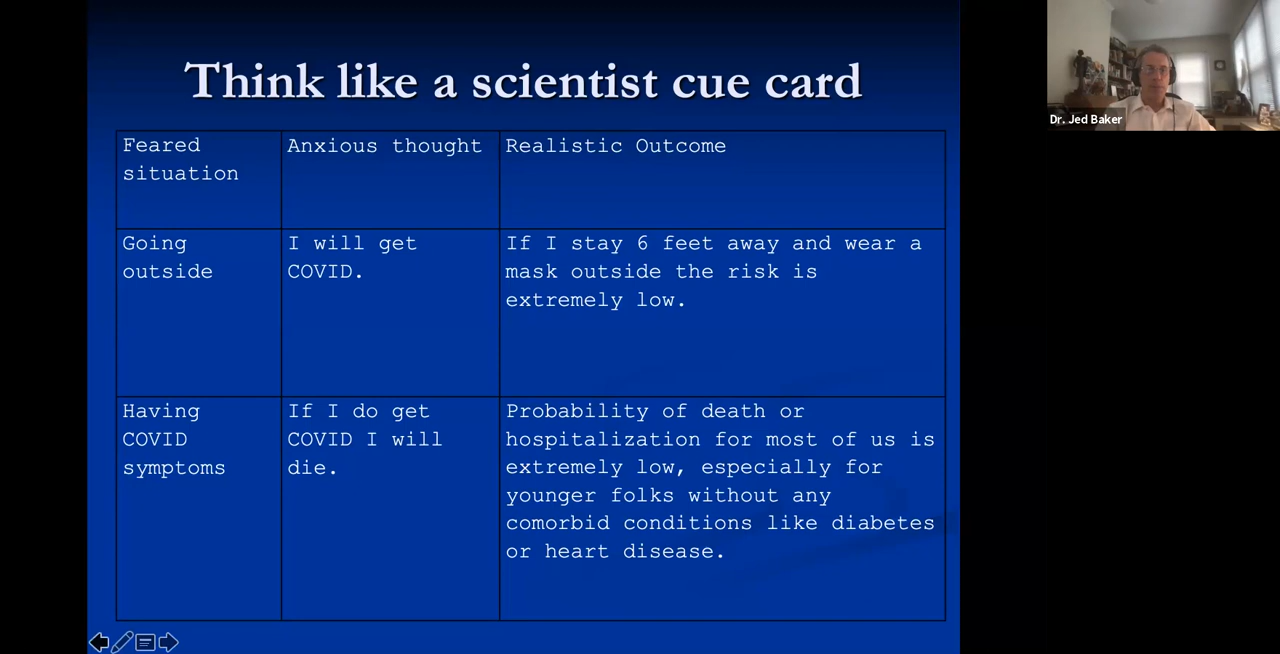 Think like a scientist cue card
Dr. Jed Baker
Feared
situation
Anxious thought
Realistic Outcome
Going
outside
I will get
COVID.
If I stay 6 feet away and wear a
mask outside the risk is
extremely low.
Having
COVID
symptoms
If I do get
COVID I will
die.
Probability of death or
hospitalization for most of us is
extremely low, especially for
younger folks without any
comorbid conditions like diabetes
or heart disease.